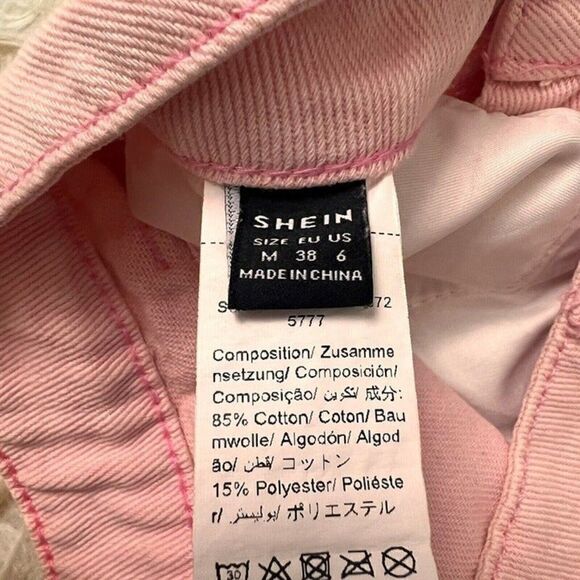 SHEIN
SIZE EU US
M 38 6
MADE IN CHINA
72
5777
Composition/ Zusamme
nsetzung/ Composición/
Composição/ تكوين/ 成分:
85% Cotton/ Coton/ Bau
mwolle/ Algodón/ Algod
ão/ قطن/ コットン
15% Polyester/ Poliéste
r/ بوليستر/ ポリエステル
30